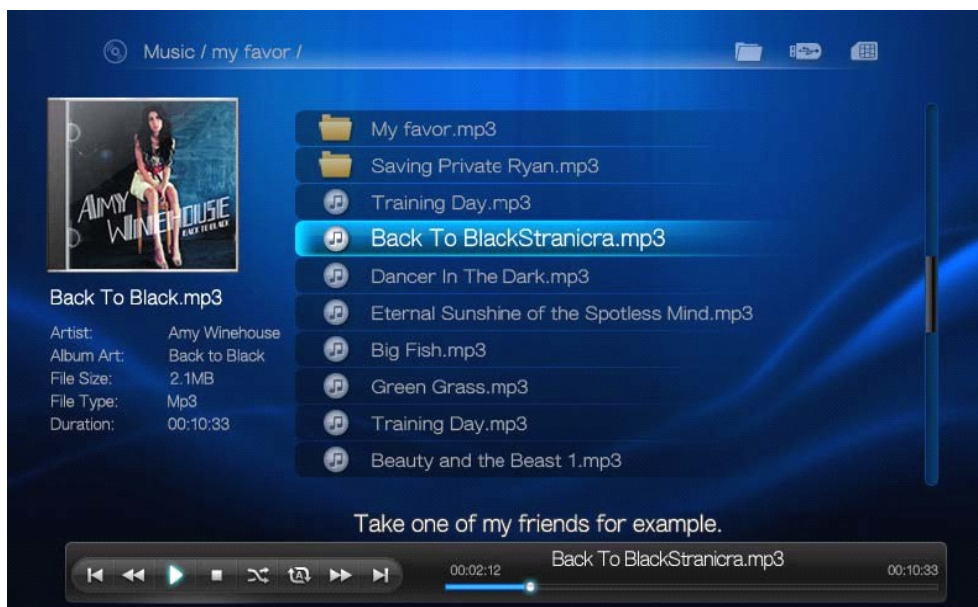 Music / my favor /
AMY
WINEHOUSE
BACK TO BLACK
Back To Black.mp3
Artist: Amy Winehouse
Album Art: Back to Black
File Size: 2.1MB
File Type: Mp3
Duration: 00:10:33
My favor.mp3
Saving Private Ryan.mp3
Training Day.mp3
Back To BlackStranicra.mp3
Dancer In The Dark.mp3
Eternal Sunshine of the Spotless Mind.mp3
Big Fish.mp3
Green Grass.mp3
Training Day.mp3
Beauty and the Beast 1.mp3
Take one of my friends for example.
Back To BlackStranicra.mp3
A 00:02:12 00:10:33